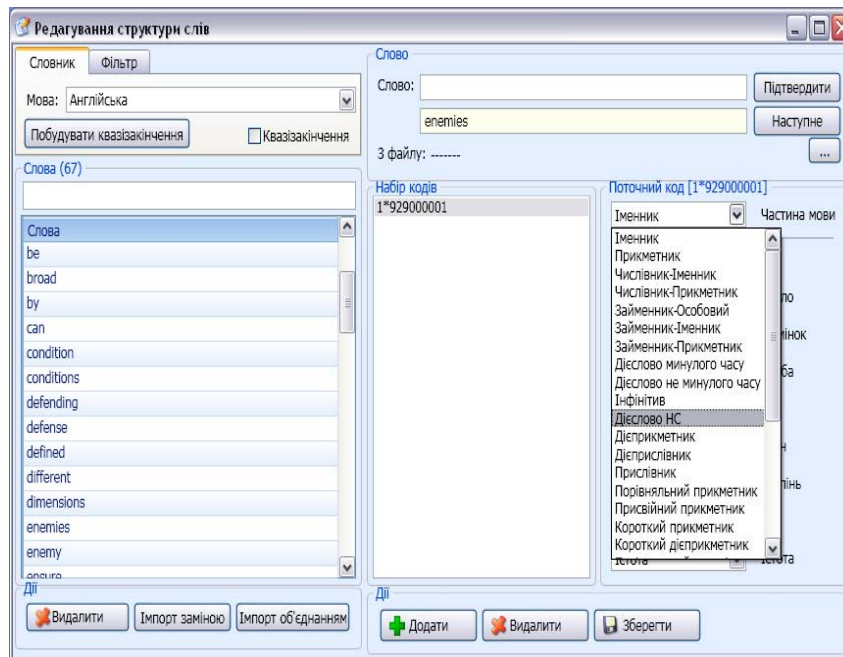 Редагування структури слів
Словник
Фільтр
Мова: Англійська
Побудувати квазізакінчення
Квазізакінчення
Слова (67)
Слова
be
broad
by
can
condition
conditions
defending
defense
defined
different
dimensions
enemies
enemy
ensure
Дії
Видалити
Імпорт заміною
Імпорт об'єднанням
Слово
Слово:
Підтвердити
enemies
Наступне
З файлу: -------
...
Набір кодів
1*929000001
Поточний код [1*929000001]
Іменник
Частина мови
Іменник
Прикметник
Числівник-Іменник
Числівник-Прикметник
Займенник-Особовий
Займенник-Іменник
Займенник-Прикметник
Дієслово минулого часу
Дієслово не минулого часу
Інфінітив
Дієслово НС
Дієприкметник
Дієприслівник
Прислівник
Порівняльний прикметник
Присвійний прикметник
Короткий прикметник
Короткий дієприкметник
Істота
Істота
Дії
Додати
Видалити
Зберегти